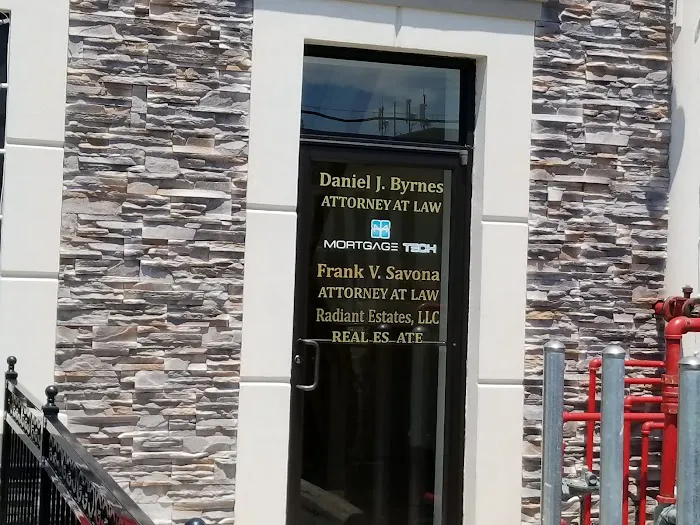 Daniel J. Byrnes
ATTORNEY AT LAW
MORTGAGE TECH
Frank V. Savona
ATTORNEY AT LAW
Radiant Estates, LLC
REAL ES ATE